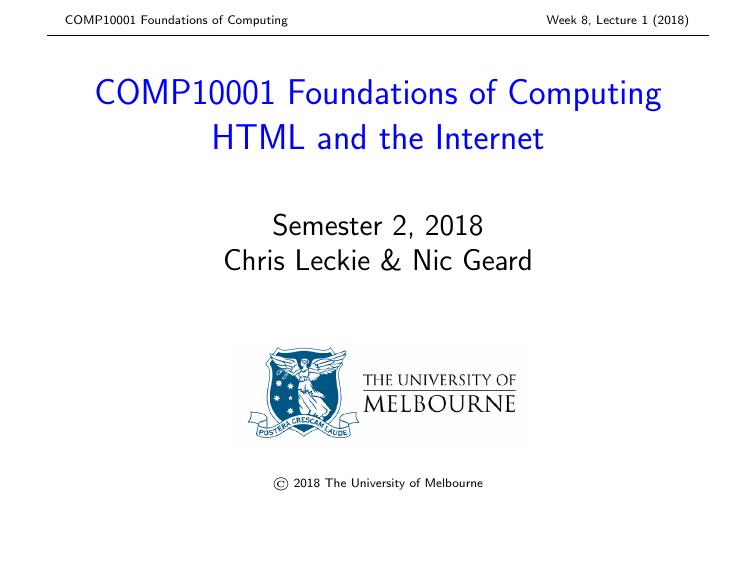 COMP10001 Foundations of Computing Week 8, Lecture 1 (2018)
COMP10001 Foundations of Computing
HTML and the Internet
Semester 2, 2018
Chris Leckie & Nic Geard
THE UNIVERSITY OF
MELBOURNE
POSTERA CRESCAM LAUDE
© 2018 The University of Melbourne